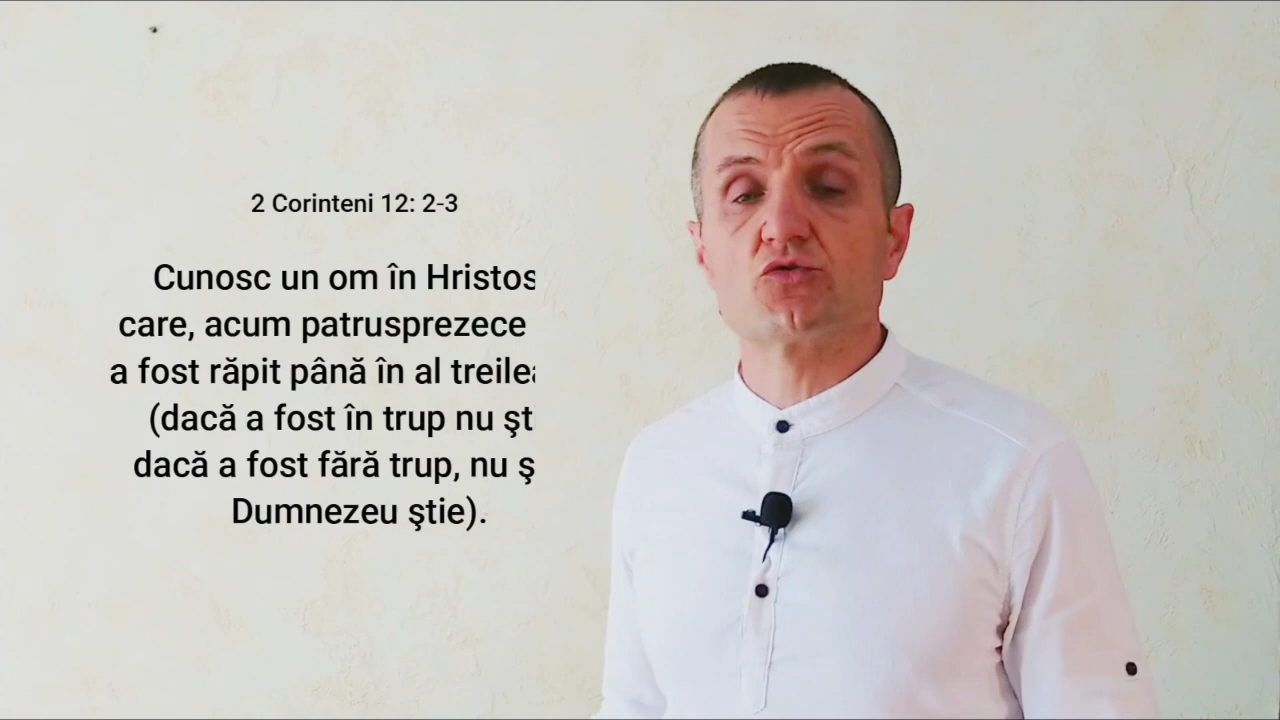 2 Corinteni 12: 2-3
Cunosc un om în Hristos
care, acum patrusprezece
a fost răpit până în al
(dacă a fost în trup nu
dacă a fost fără trup, nu
Dumnezeu ştie).